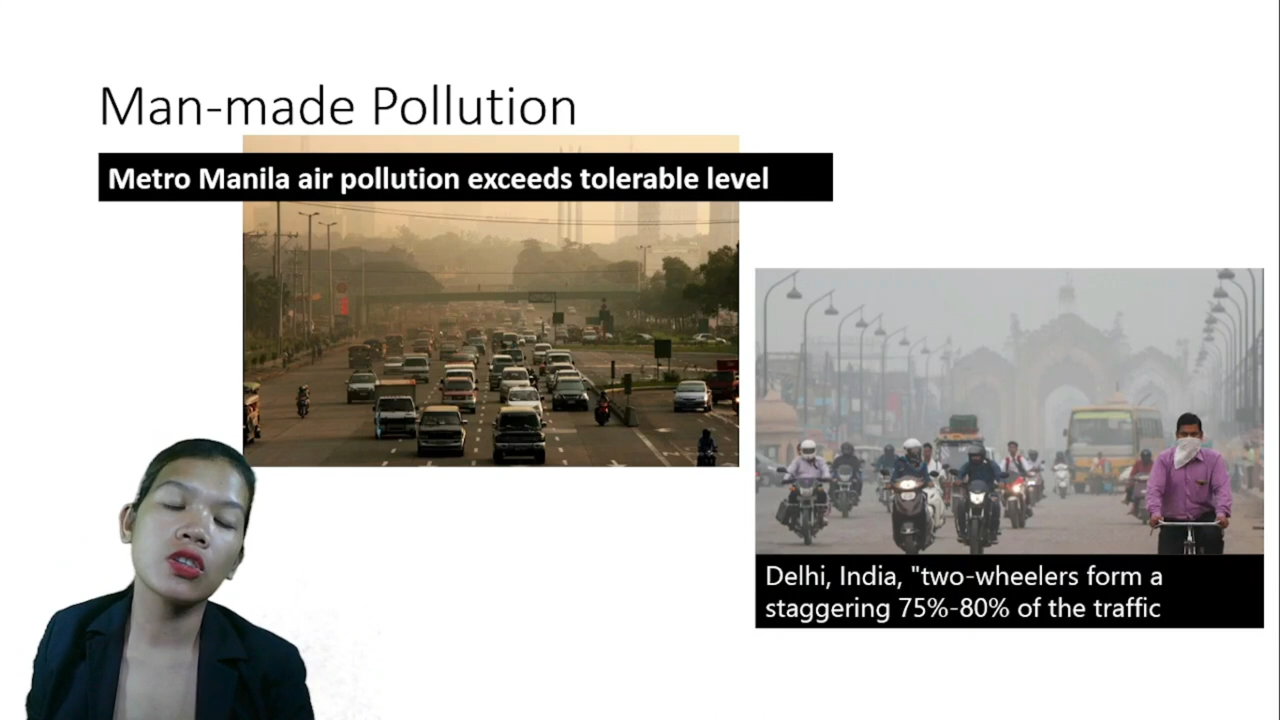 Man-made Pollution
Metro Manila air pollution exceeds tolerable level
Delhi, India, "two-wheelers form a
staggering 75%-80% of the traffic